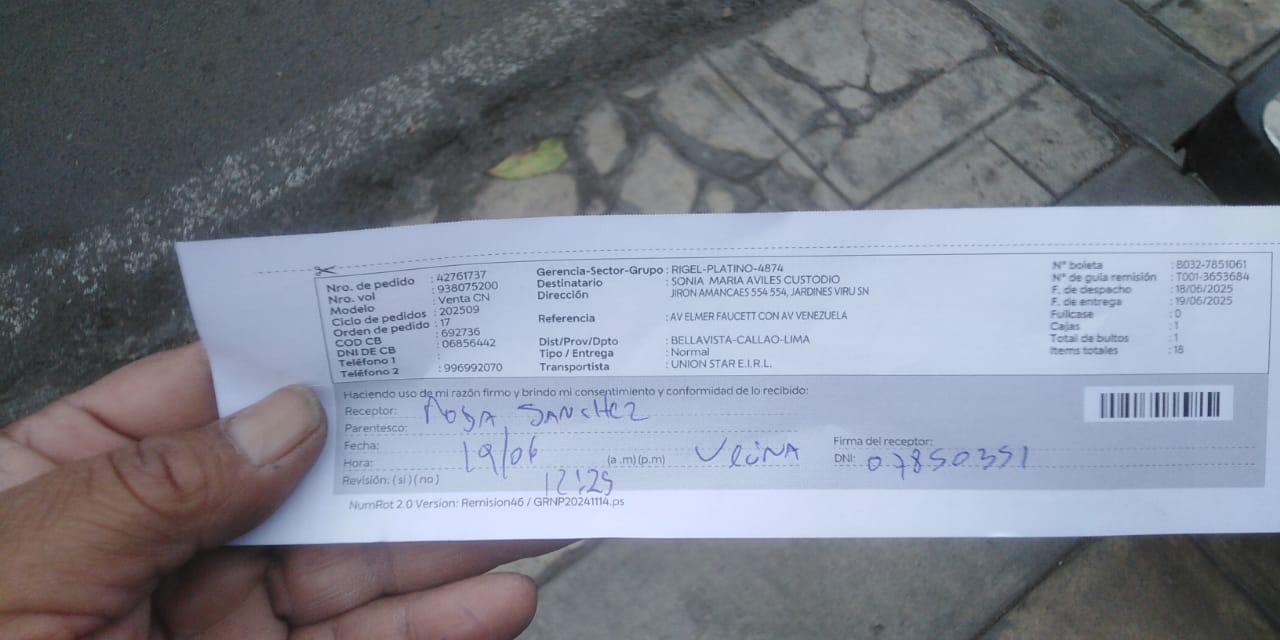 Nro. de pedido : 42761737
Nro. vol : 938075200
Modelo : Venta CN
Ciclo de pedidos : 202509
Orden de pedido : 17
COD CB : 692736
DNI DE CB : 06856442
Teléfono 1 :
Teléfono 2 : 996992070
Gerencia-Sector-Grupo : RIGEL-PLATINO-4874
Destinatario : SONIA MARIA AVILES CUSTODIO
Dirección : JIRON AMANCAES 554 554, JARDINES VIRU SN
Referencia : AV ELMER FAUCETT CON AV VENEZUELA
Dist/Prov/Dpto : BELLAVISTA-CALLAO-LIMA
Tipo / Entrega : Normal
Transportista : UNION STAR E.I.R.L.
N° boleta : B032-7851061
N° de guía remisión : T001-3653684
F. de despacho : 18/06/2025
F. de entrega : 19/06/2025
Fullcase : 0
Cajas : 1
Total de bultos : 1
Items totales : 18
Haciendo uso de mi razón firmo y brindo mi consentimiento y conformidad de lo recibido:
Receptor: ROSA SANCHEZ
Parentesco: VECINA
Fecha: 19/06
Hora: 12:25 (a.m)(p.m)
Revisión: (si)(no)
Firma del receptor:
DNI: 07850351
NumRot 2.0 Version: Remision46 / GRNP20241114.ps